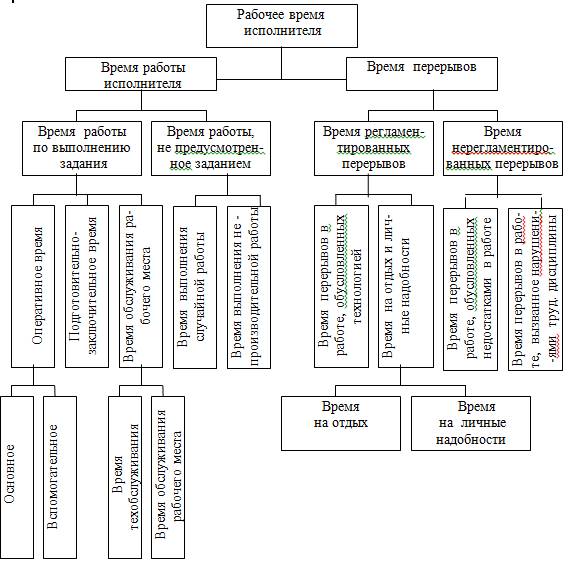 Рабочее время
исполнителя
Время работы
исполнителя
Время перерывов
Время работы
по выполнению
задания
Время работы,
не предусмотрен-
ное заданием
Время регламен-
тированных
перерывов
Время
нерегламентиро-
ванных перерывов
Оперативное время
Подготовительно-
заключительное время
Время обслуживания ра-
бочего места
Время выполнения
случайной работы
Время выполнения не -
производительной работы
Время перерывов в
работе, обусловленных
технологией
Время на отдых и лич-
ные надобности
Время перерывов в
работе, обусловленных
недостатками в работе
Время перерывов в рабо-
те, вызванное нарушени-
-ями труд. дисциплины
Основное
Вспомогательное
Время
техобслуживания
Время обслуживания
рабочего места
Время
на отдых
Время
на личные
надобности